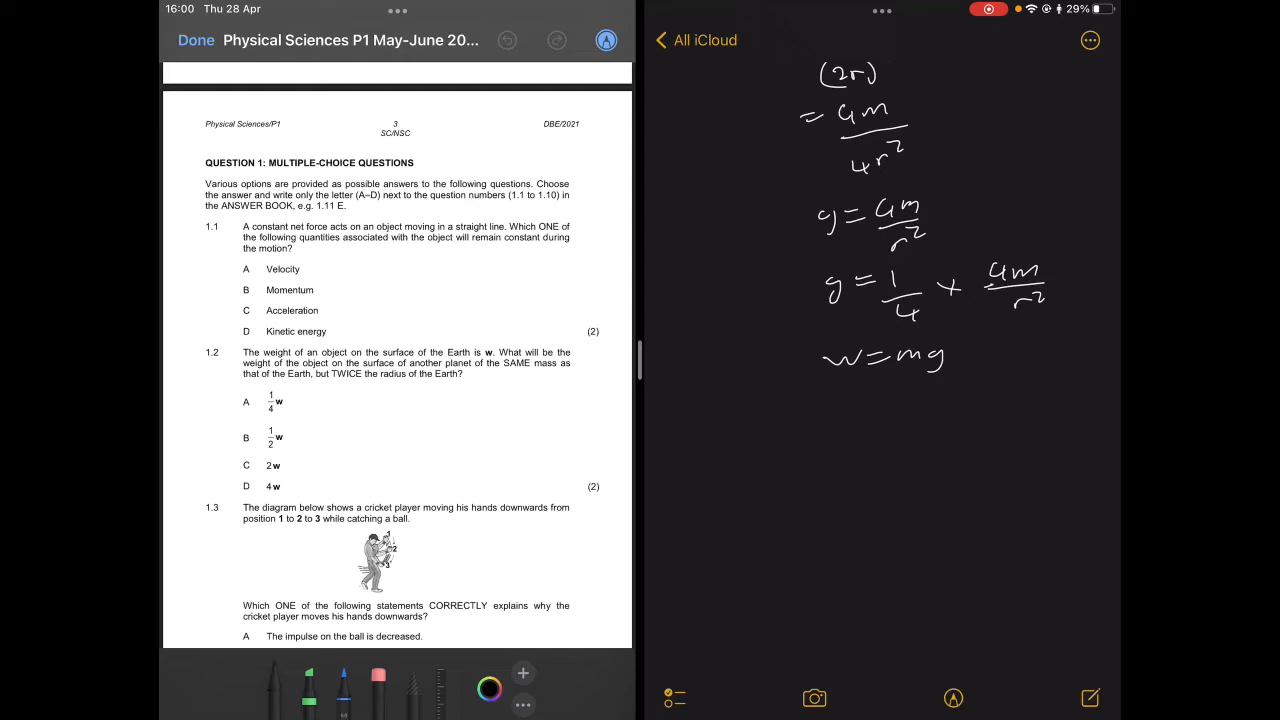 16:00 Thu 28 Apr
29%
Done Physical Sciences P1 May-June 20...
All iCloud
Physical Sciences/P1 3 DBE/2021
SC/NSC
QUESTION 1: MULTIPLE-CHOICE QUESTIONS
Various options are provided as possible answers to the following questions. Choose
the answer and write only the letter (A–D) next to the question numbers (1.1 to 1.10) in
the ANSWER BOOK, e.g. 1.11 E.
1.1 A constant net force acts on an object moving in a straight line. Which ONE of
the following quantities associated with the object will remain constant during
the motion?
A Velocity
B Momentum
C Acceleration
D Kinetic energy (2)
1.2 The weight of an object on the surface of the Earth is w. What will be the
weight of the object on the surface of another planet of the SAME mass as
that of the Earth, but TWICE the radius of the Earth?
A 1/4 w
B 1/2 w
C 2w
D 4w (2)
1.3 The diagram below shows a cricket player moving his hands downwards from
position 1 to 2 to 3 while catching a ball.
1
2
3
Which ONE of the following statements CORRECTLY explains why the
cricket player moves his hands downwards?
A The impulse on the ball is decreased.
(2r)
= GM / 4r²
g = GM / r²
g = 1/4 × GM / r²
w = mg